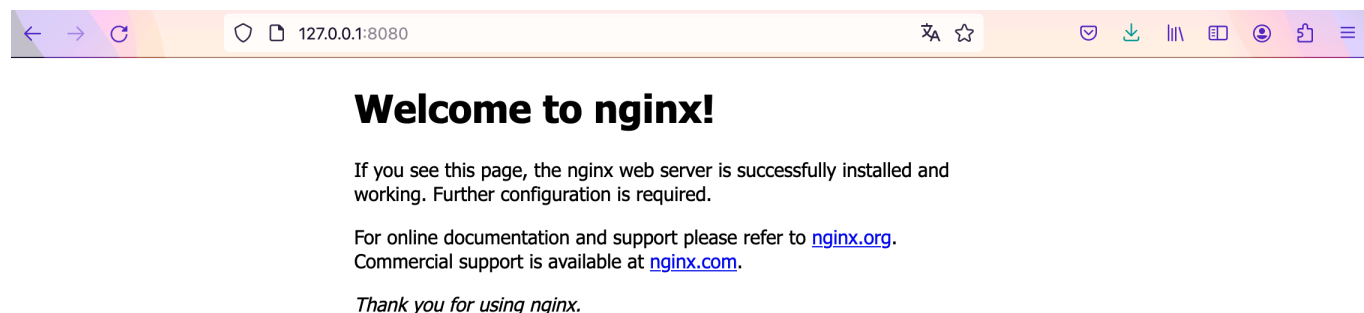 127.0.0.1:8080
Welcome to nginx!
If you see this page, the nginx web server is successfully installed and
working. Further configuration is required.
For online documentation and support please refer to nginx.org.
Commercial support is available at nginx.com.
Thank you for using nginx.